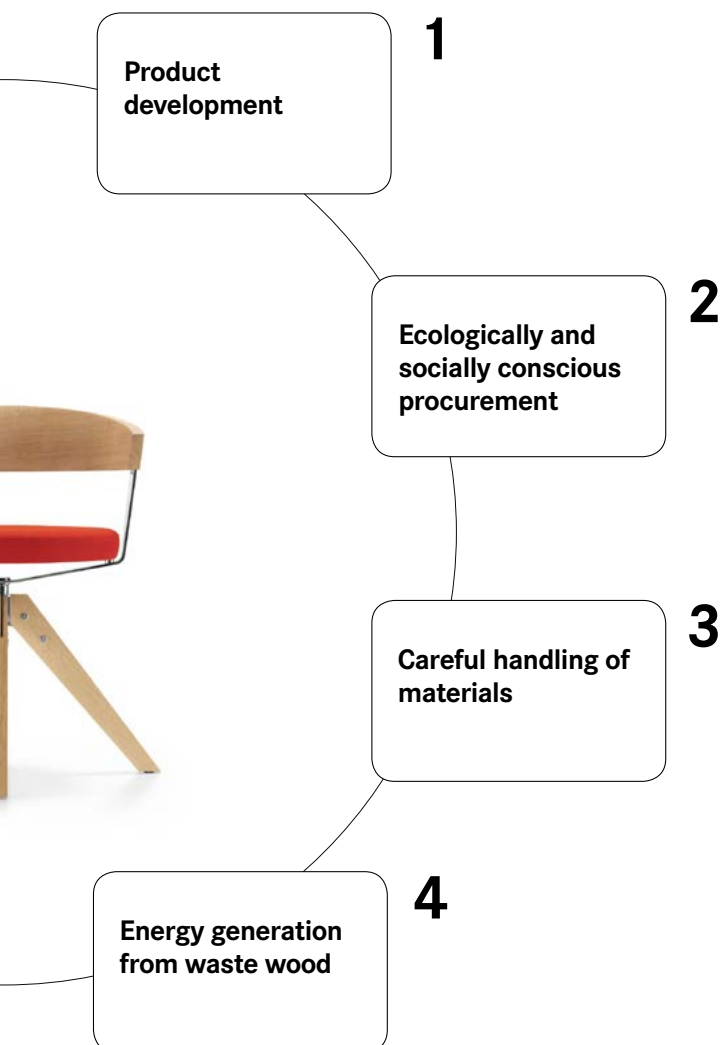 1
Product
development
2
Ecologically and
socially conscious
procurement
3
Careful handling of
materials
4
Energy generation
from waste wood